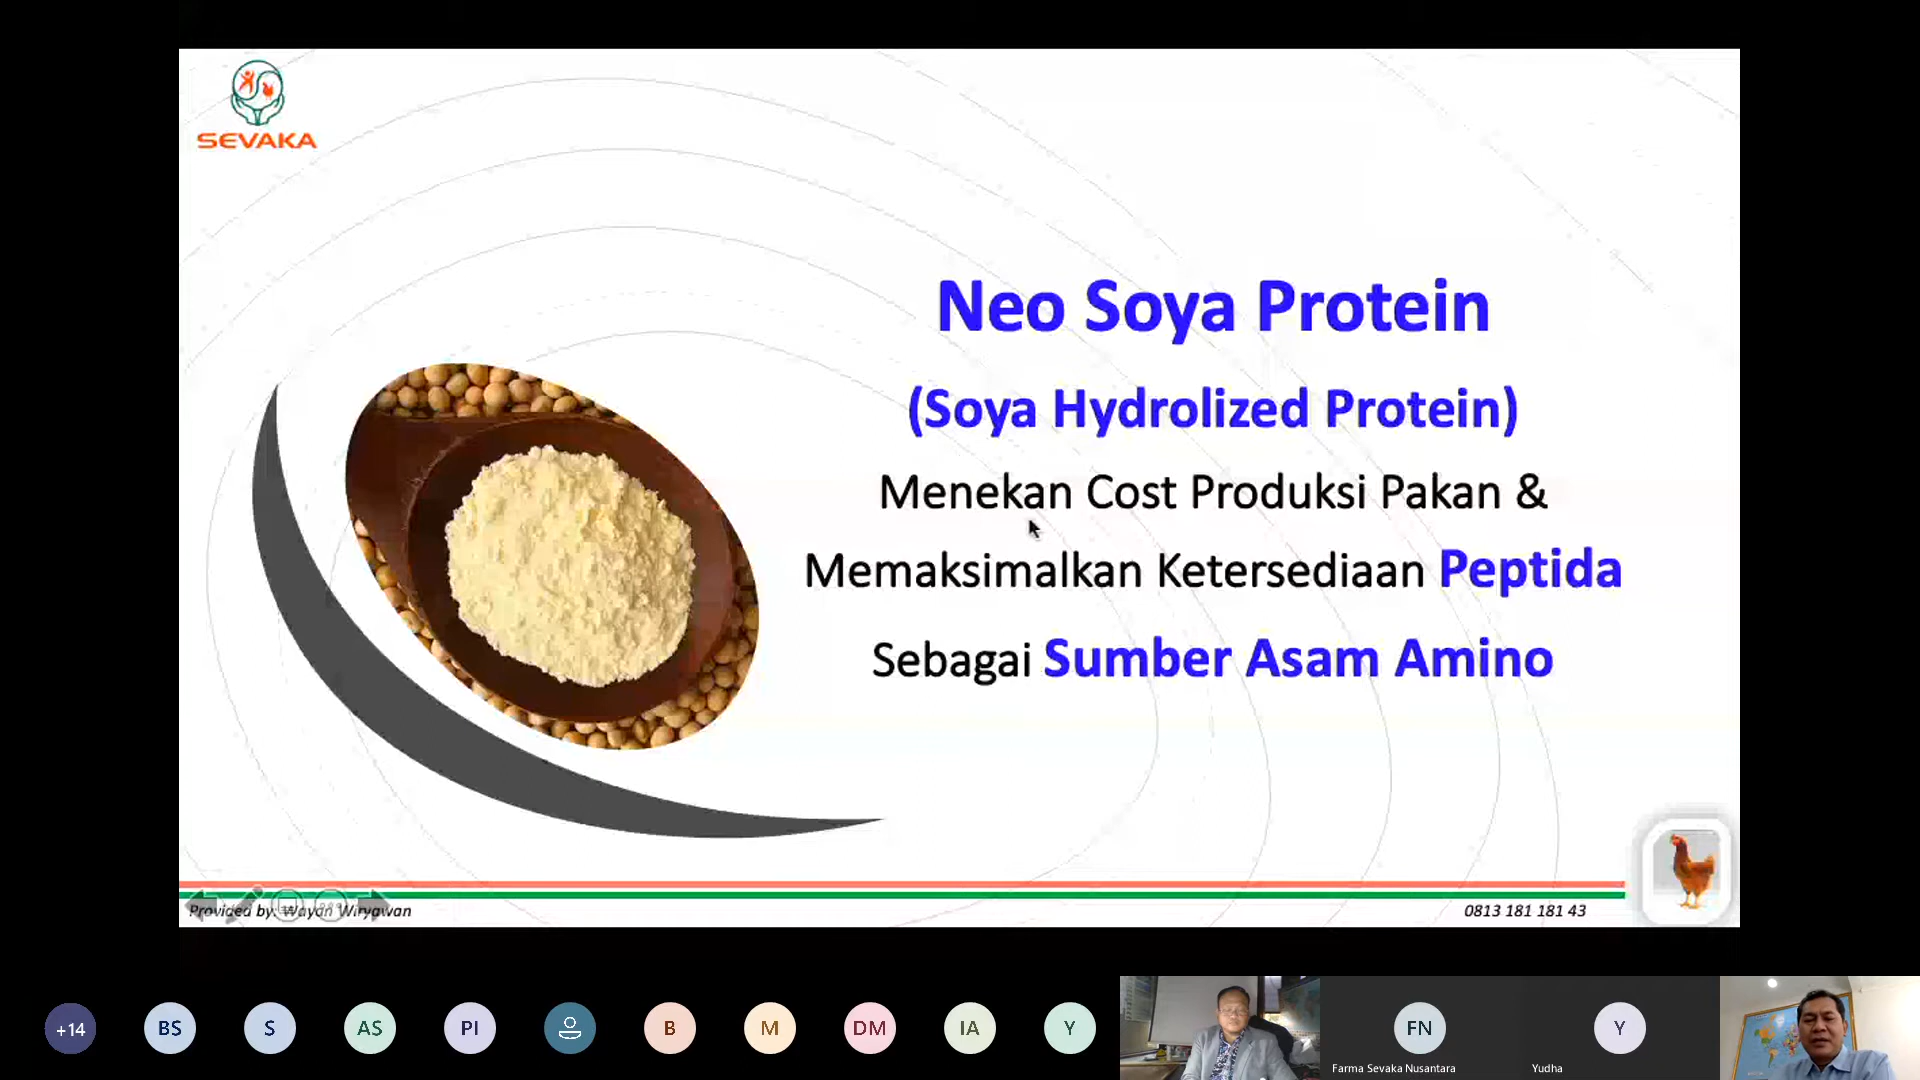 SEVAKA
Neo Soya Protein
(Soya Hydrolized Protein)
Menekan Cost Produksi Pakan &
Memaksimalkan Ketersediaan Peptida
Sebagai Sumber Asam Amino
Provided by: Wayan Wiryawan
0813 181 181 43
+14
BS
S
AS
PI
B
M
DM
IA
Y
FN
Farma Sevaka Nusantara
Y
Yudha